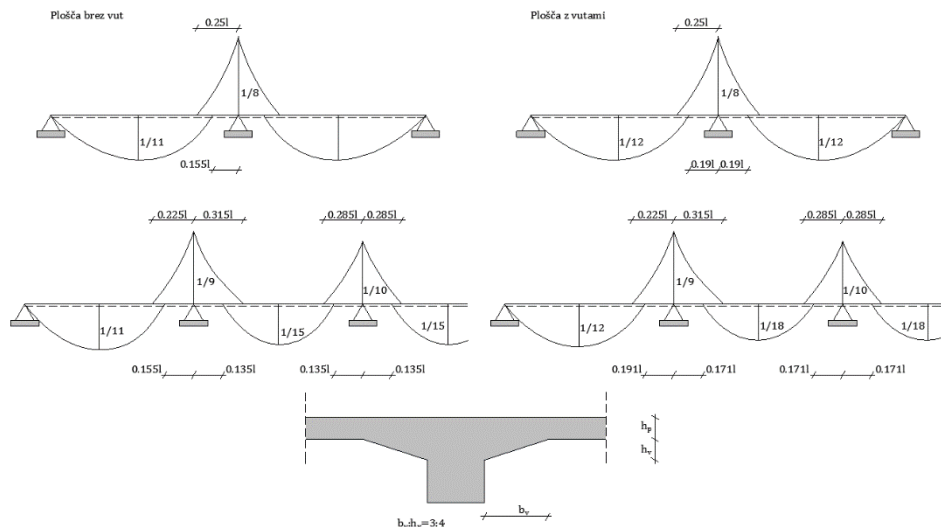 Plošča brez vut
Plošča z vutami
0.25l
0.25l
1/8
1/8
1/11
1/12
1/12
0.155l
0.19l 0.19l
0.225l 0.315l 0.285l 0.285l
0.225l 0.315l 0.285l 0.285l
1/9
1/10
1/9
1/10
1/11
1/15
1/15
1/12
1/18
1/18
0.155l 0.135l 0.135l 0.135l
0.191l 0.171l 0.171l 0.171l
hp
hv
bv
bv:hv=3:4